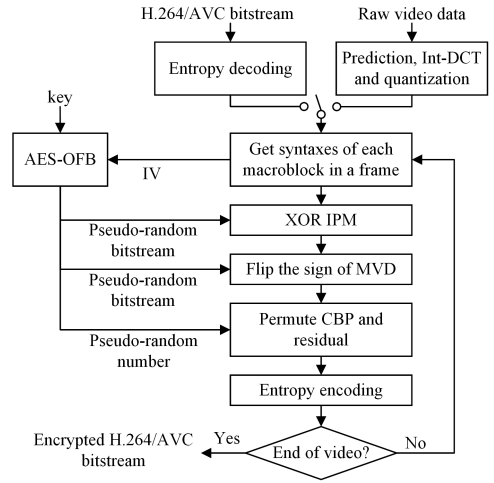 H.264/AVC bitstream
Raw video data
Entropy decoding
Prediction, Int-DCT
and quantization
key
AES-OFB
IV
Get syntaxes of each
macroblock in a frame
XOR IPM
Pseudo-random
bitstream
Flip the sign of MVD
Pseudo-random
bitstream
Permute CBP and
residual
Pseudo-random
number
Entropy encoding
End of video?
Yes
No
Encrypted H.264/AVC
bitstream